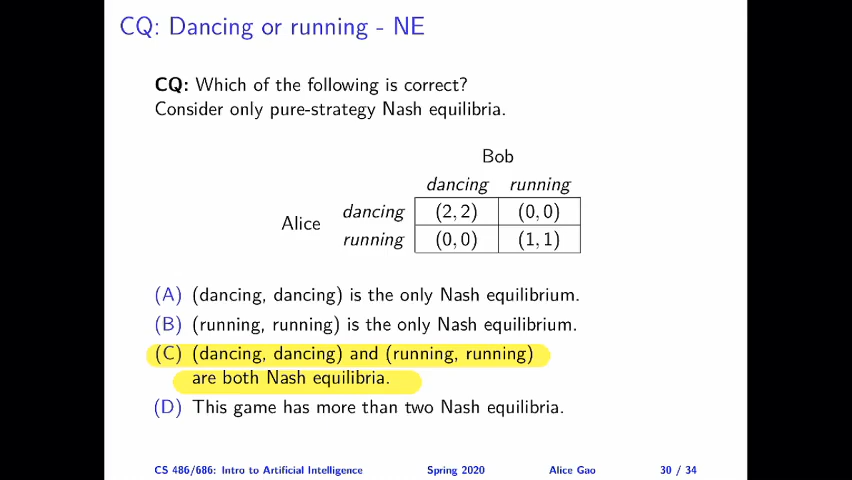 CQ: Dancing or running - NE
CQ: Which of the following is correct?
Consider only pure-strategy Nash equilibria.
Bob
dancing running
Alice
dancing (2, 2) (0, 0)
running (0, 0) (1, 1)
(A) (dancing, dancing) is the only Nash equilibrium.
(B) (running, running) is the only Nash equilibrium.
(C) (dancing, dancing) and (running, running)
are both Nash equilibria.
(D) This game has more than two Nash equilibria.
CS 486/686: Intro to Artificial Intelligence Spring 2020 Alice Gao 30 / 34